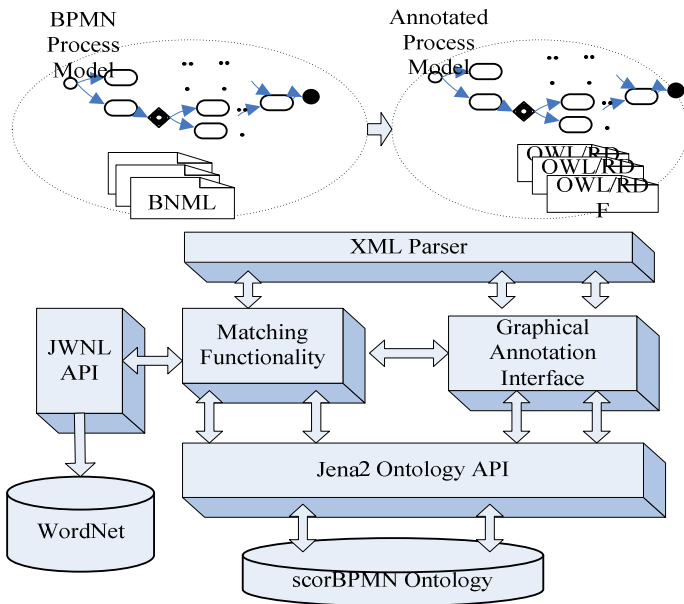 BPMN
Process
Model
Annotated
Process
Model
BNML
OWL/RD
OWL/RD
OWL/RD
F
XML Parser
JWNL
API
Matching
Functionality
Graphical
Annotation
Interface
Jena2 Ontology API
WordNet
scorBPMN Ontology